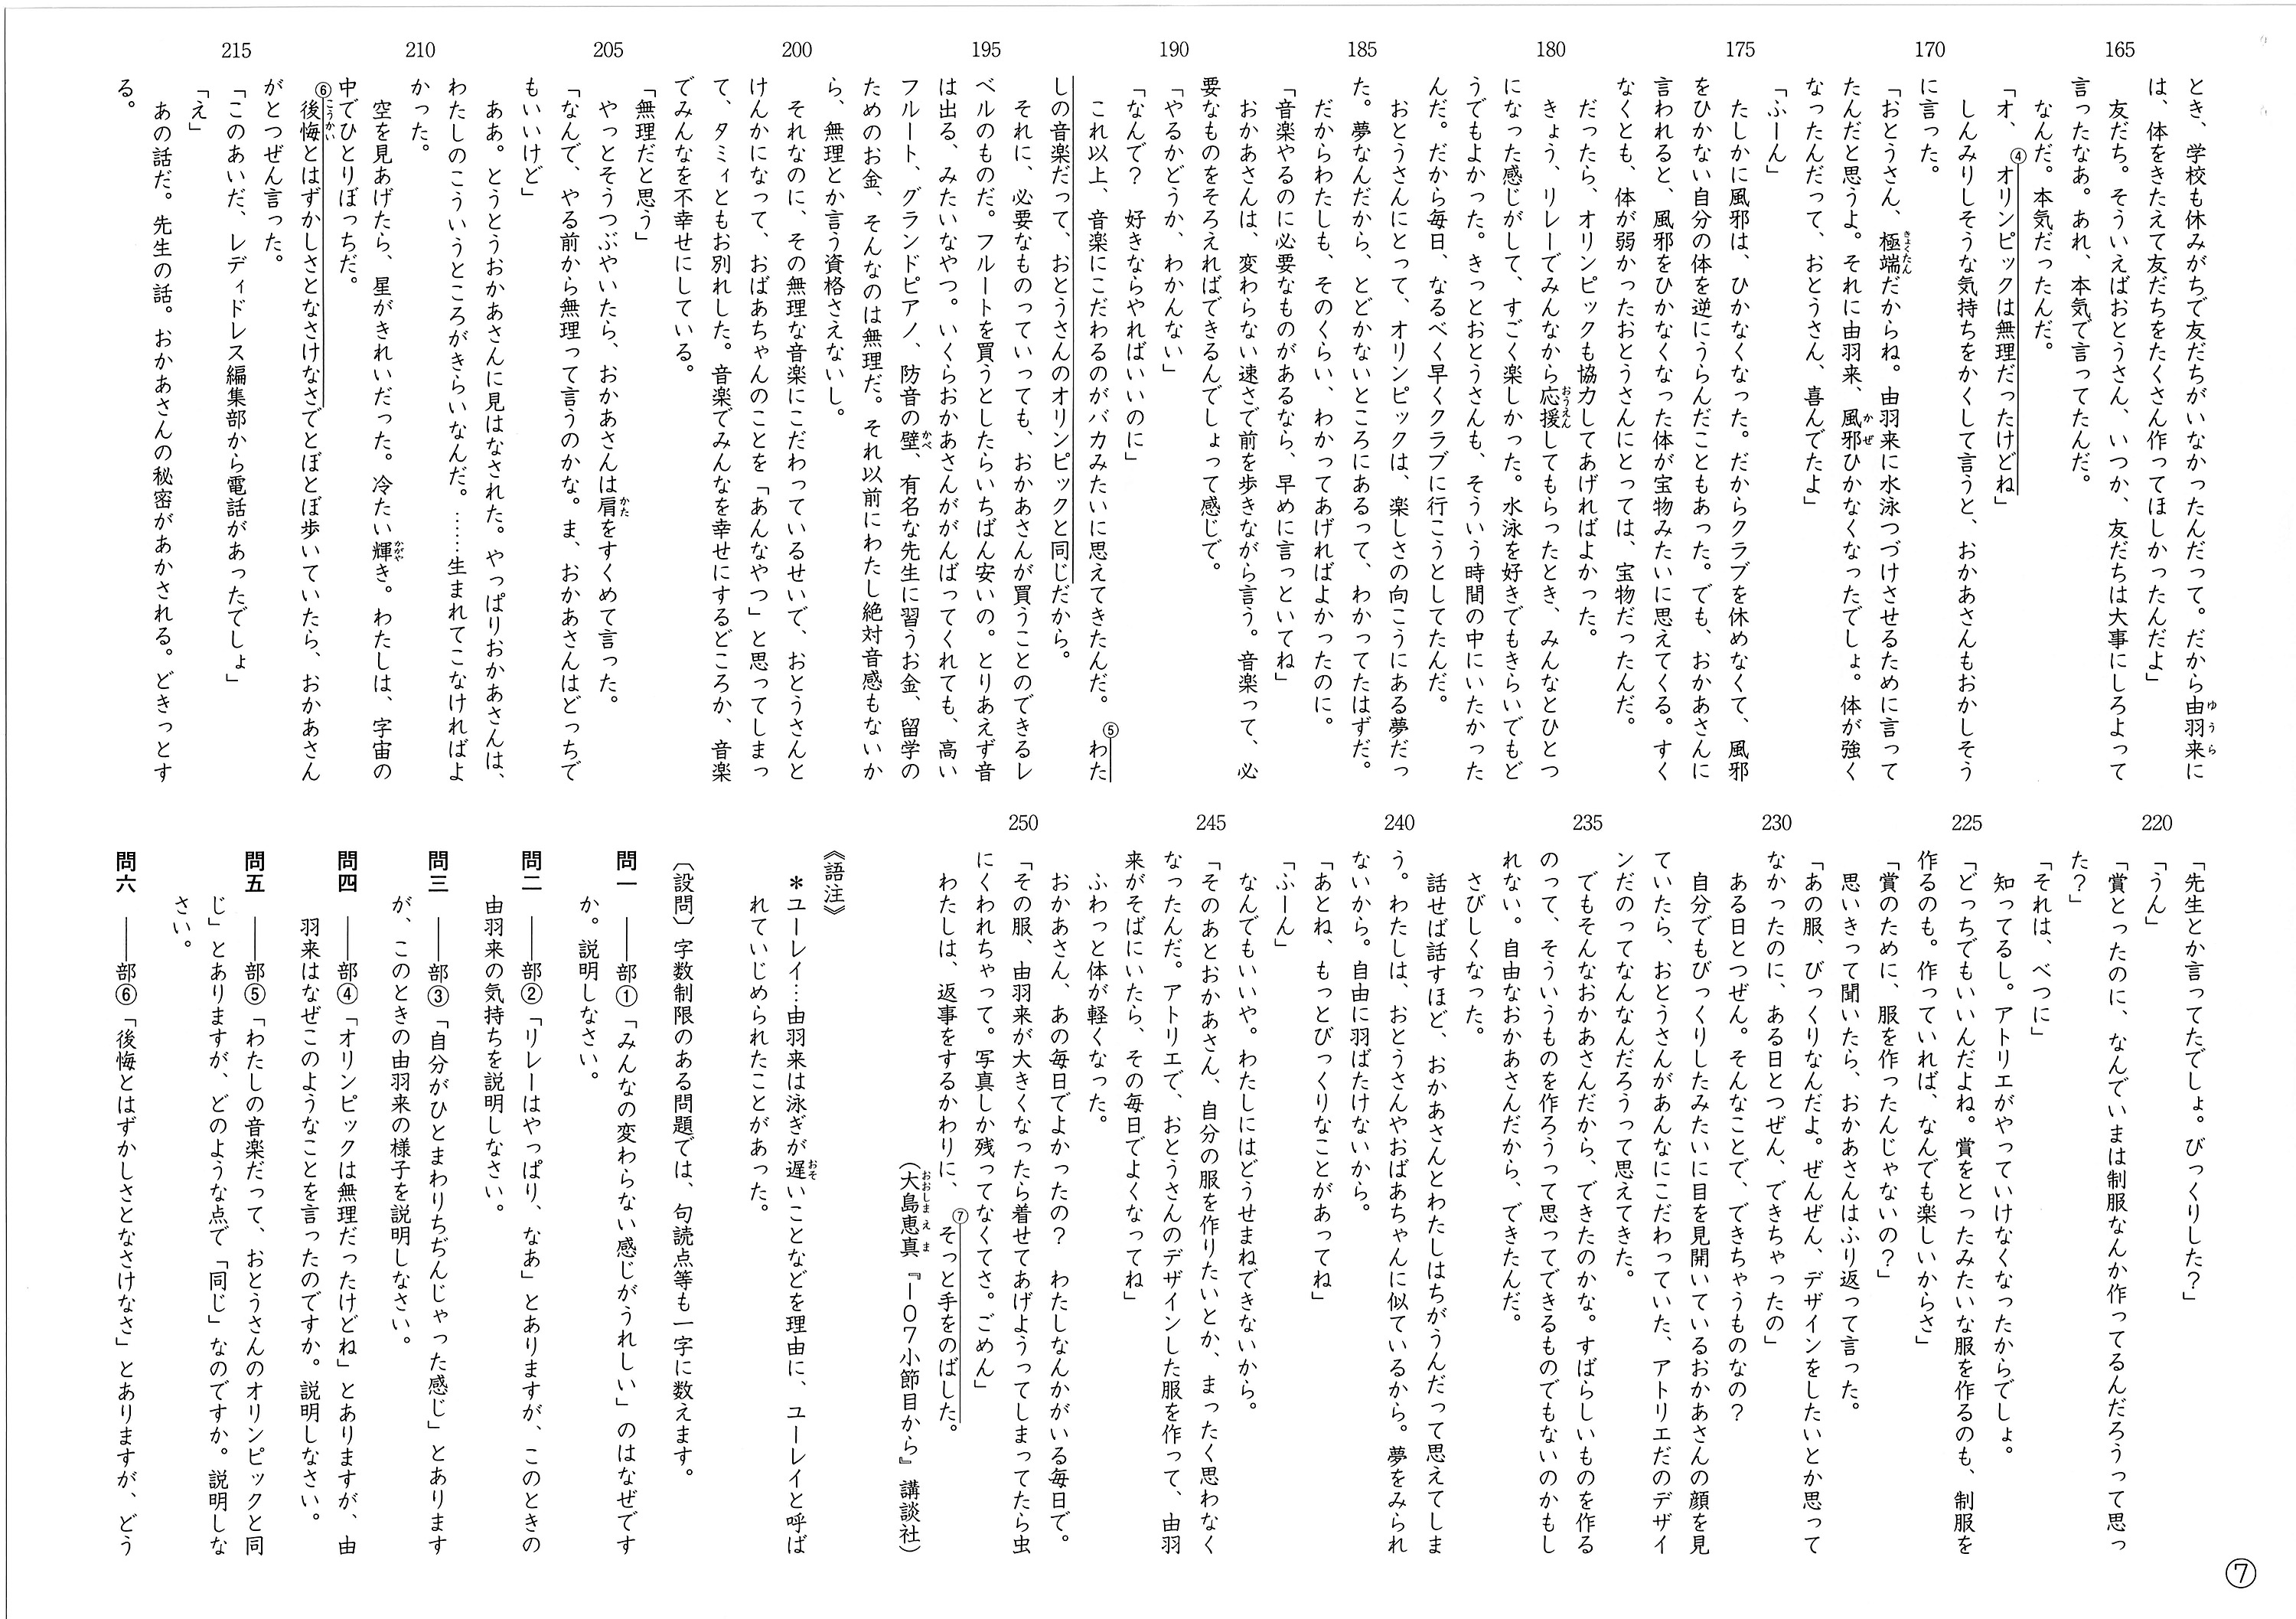 とき、学校も休みがちで友だちがいなかったんだって。だから由羽来に
は、体をきたえて友だちをたくさん作ってほしかったんだよ」
165
友だち。そういえばおとうさん、いつか、友だちは大事にしろよって
言ったなあ。あれ、本気で言ってたんだ。
なんだ。本気だったんだ。
「オ、④オリンピックは無理だったけどね」
しんみりしそうな気持ちをかくして言うと、おかあさんもおかしそう
170
に言った。
「おとうさん、極端だからね。由羽来に水泳つづけさせるために言って
たんだと思うよ。それに由羽来、風邪ひかなくなったでしょ。体が強く
なったんだって、おとうさん、喜んでたよ」
「ふーん」
175
たしかに風邪は、ひかなくなった。だからクラブを休めなくて、風邪
をひかない自分の体を逆にうらんだこともあった。でも、おかあさんに
言われると、風邪をひかなくなった体が宝物みたいに思えてくる。すく
なくとも、体が弱かったおとうさんにとっては、宝物だったんだ。
だったら、オリンピックも協力してあげればよかった。
180
きょう、リレーでみんなから応援してもらったとき、みんなとひとつ
になった感じがして、すごく楽しかった。水泳を好きでもきらいでもど
うでもよかった。きっとおとうさんも、そういう時間の中にいたかった
んだ。だから毎日、なるべく早くクラブに行こうとしてたんだ。
おとうさんにとって、オリンピックは、楽しさの向こうにある夢だっ
185
た。夢なんだから、とどかないところにあるって、わかってたはずだ。
だからわたしも、そのくらい、わかってあげればよかったのに。
「音楽やるのに必要なものがあるなら、早めに言っといてね」
おかあさんは、変わらない速さで前を歩きながら言う。音楽って、必
要なものをそろえればできるんでしょって感じで。
190
「やるかどうか、わかんない」
「なんで? 好きならやればいいのに」
これ以上、音楽にこだわるのがバカみたいに思えてきたんだ。⑤わた
しの音楽だって、おとうさんのオリンピックと同じだから。
それに、必要なものっていっても、おかあさんが買うことのできるレ
195
ベルのものだ。フルートを買うとしたらいちばん安いの。とりあえず音
は出る、みたいなやつ。いくらおかあさんががんばってくれても、高い
フルート、グランドピアノ、防音の壁、有名な先生に習うお金、留学の
ためのお金、そんなのは無理だ。それ以前にわたし絶対音感もないか
ら、無理とか言う資格さえないし。
200
それなのに、その無理な音楽にこだわっているせいで、おとうさんと
けんかになって、おばあちゃんのことを「あんなやつ」と思ってしまっ
て、タミィともお別れした。音楽でみんなを幸せにするどころか、音楽
でみんなを不幸せにしている。
「無理だと思う」
205
やっとそうつぶやいたら、おかあさんは肩をすくめて言った。
「なんで、やる前から無理って言うのかな。ま、おかあさんはどっちで
もいいけど」
ああ。とうとうおかあさんに見はなされた。やっぱりおかあさんは、
わたしのこういうところがきらいなんだ。……生まれてこなければよ
210
かった。
空を見あげたら、星がきれいだった。冷たい輝き。わたしは、宇宙の
中でひとりぼっちだ。
⑥後悔とはずかしさとなさけなさでとぼとぼ歩いていたら、おかあさん
がとつぜん言った。
215
「このあいだ、レディドレス編集部から電話があったでしょ」
「え」
あの話だ。先生の話。おかあさんの秘密があかされる。どきっとす
る。
「先生とか言ってたでしょ。びっくりした?」
220
「うん」
「賞とったのに、なんでいまは制服なんか作ってるんだろうって思っ
た?」
「それは、べつに」
知ってるし。アトリエがやっていけなくなったからでしょ。
225
「どっちでもいいんだよね。賞をとったみたいな服を作るのも、制服を
作るのも。作っていれば、なんでも楽しいからさ」
「賞のために、服を作ったんじゃないの?」
思いきって聞いたら、おかあさんはふり返って言った。
「あの服、びっくりなんだよ。ぜんぜん、デザインをしたいとか思って
230
なかったのに、ある日とつぜん、できちゃったの」
ある日とつぜん。そんなことで、できちゃうものなの?
自分でもびっくりしたみたいに目を見開いているおかあさんの顔を見
ていたら、おとうさんがあんなにこだわっていた、アトリエだのデザイ
ンだのってなんなんだろうって思えてきた。
235
でもそんなおかあさんだから、できたのかな。すばらしいものを作る
のって、そういうものを作ろうって思ってできるものでもないのかもし
れない。自由なおかあさんだから、できたんだ。
さびしくなった。
話せば話すほど、おかあさんとわたしはちがうんだって思えてしま
240
う。わたしは、おとうさんやおばあちゃんに似ているから。夢をみられ
ないから。自由に羽ばたけないから。
「あとね、もっとびっくりなことがあってね」
「ふーん」
なんでもいいや。わたしにはどうせまねできないから。
245
「そのあとおかあさん、自分の服を作りたいとか、まったく思わなく
なったんだ。アトリエで、おとうさんのデザインした服を作って、由羽
来がそばにいたら、その毎日でよくなってね」
ふわっと体が軽くなった。
おかあさん、あの毎日でよかったの? わたしなんかがいる毎日で。
250
「その服、由羽来が大きくなったら着せてあげようってしまってたら虫
にくわれちゃって。写真しか残ってなくてさ。ごめん」
わたしは、返事をするかわりに、⑦そっと手をのばした。
（大島恵真『107小節目から』講談社）
《語注》
＊ユーレイ…由羽来は泳ぎが遅いことなどを理由に、ユーレイと呼ば
れていじめられたことがあった。
〔設問〕字数制限のある問題では、句読点等も一字に数えます。
問一 ――部①「みんなの変わらない感じがうれしい」のはなぜです
か。説明しなさい。
問二 ――部②「リレーはやっぱり、なあ」とありますが、このときの
由羽来の気持ちを説明しなさい。
問三 ――部③「自分がひとまわりちぢんじゃった感じ」とあります
が、このときの由羽来の様子を説明しなさい。
問四 ――部④「オリンピックは無理だったけどね」とありますが、由
羽来はなぜこのようなことを言ったのですか。説明しなさい。
問五 ――部⑤「わたしの音楽だって、おとうさんのオリンピックと同
じ」とありますが、どのような点で「同じ」なのですか。説明しな
さい。
問六 ――部⑥「後悔とはずかしさとなさけなさ」とありますが、どう
⑦